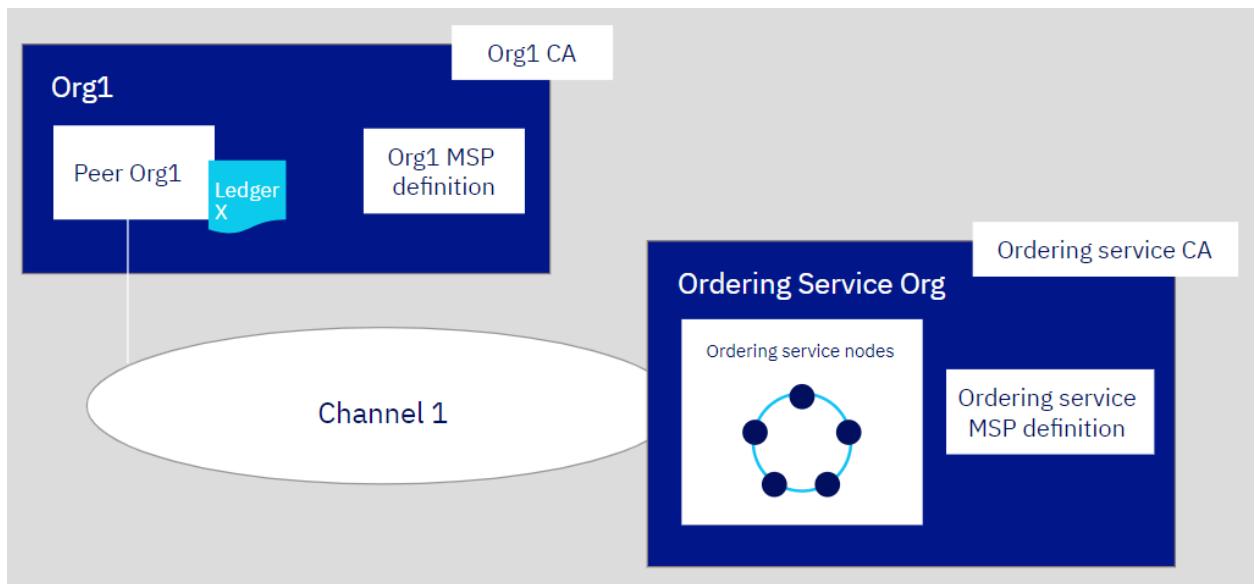 Org1 CA
Org1
Peer Org1
Ledger
X
Org1 MSP
definition
Ordering service CA
Ordering Service Org
Ordering service nodes
Ordering service
MSP definition
Channel 1